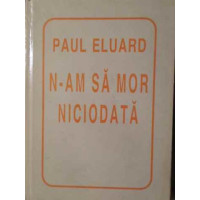 PAUL ELUARD
N-AM SĂ MOR
NICIODATĂ